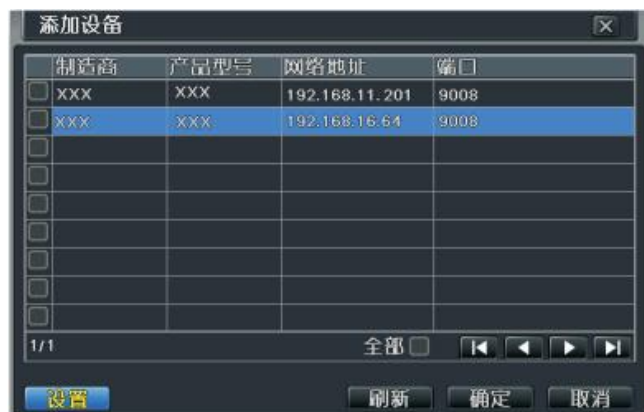 添加设备
制造商 产品型号 网络地址 端口
XXX XXX 192.168.11.201 9008
XXX XXX 192.168.16.64 9008
1/1 全部
设置 刷新 确定 取消